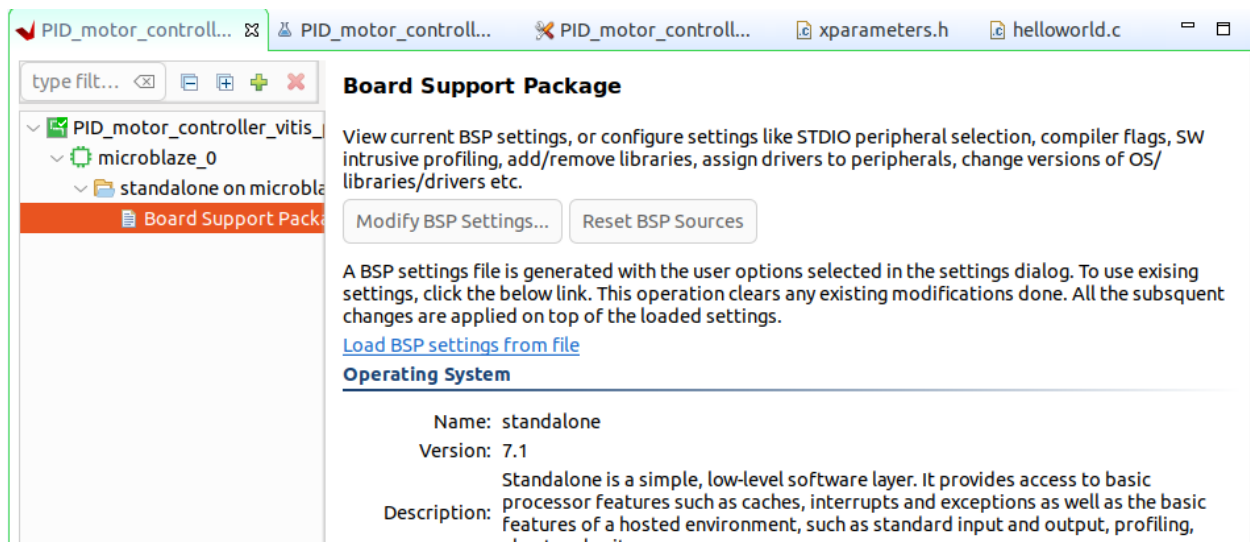 PID_motor_controll...
PID_motor_controll...
PID_motor_controll...
xparameters.h
helloworld.c
type filt...
PID_motor_controller_vitis_
microblaze_0
standalone on microbla
Board Support Packa
Board Support Package
View current BSP settings, or configure settings like STDIO peripheral selection, compiler flags, SW
intrusive profiling, add/remove libraries, assign drivers to peripherals, change versions of OS/
libraries/drivers etc.
Modify BSP Settings...
Reset BSP Sources
A BSP settings file is generated with the user options selected in the settings dialog. To use exising
settings, click the below link. This operation clears any existing modifications done. All the subsquent
changes are applied on top of the loaded settings.
Load BSP settings from file
Operating System
Name: standalone
Version: 7.1
Description: Standalone is a simple, low-level software layer. It provides access to basic
processor features such as caches, interrupts and exceptions as well as the basic
features of a hosted environment, such as standard input and output, profiling,